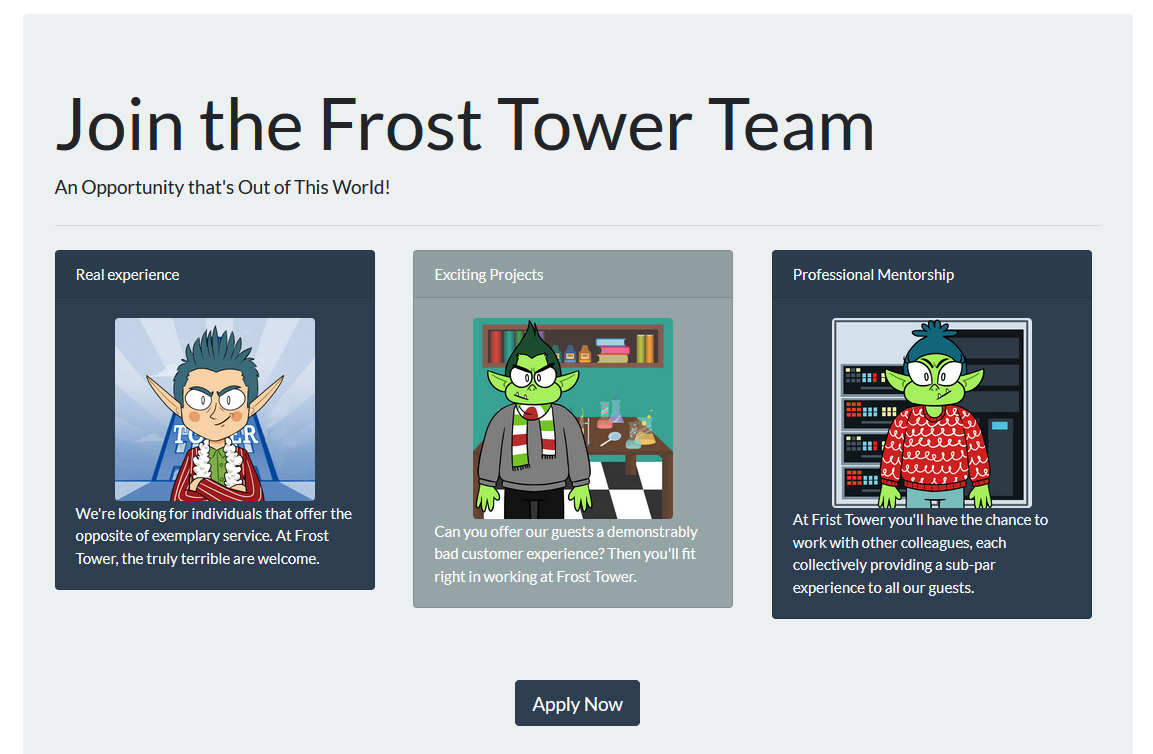 Join the Frost Tower Team
An Opportunity that's Out of This World!
Real experience
We're looking for individuals that offer the
opposite of exemplary service. At Frost
Tower, the truly terrible are welcome.
Exciting Projects
Can you offer our guests a demonstrably
bad customer experience? Then you'll fit
right in working at Frost Tower.
Professional Mentorship
At Frist Tower you'll have the chance to
work with other colleagues, each
collectively providing a sub-par
experience to all our guests.
Apply Now